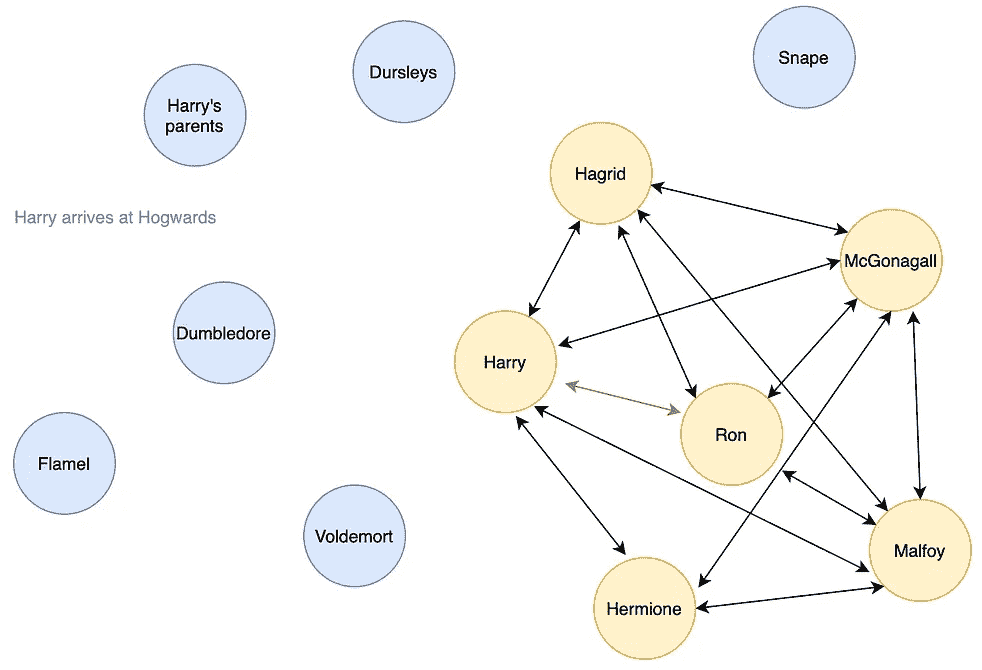 Snape
Dursleys
Harry's
parents
Hagrid
Harry arrives at Hogwards
McGonagall
Dumbledore
Harry
Ron
Flamel
Voldemort
Malfoy
Hermione